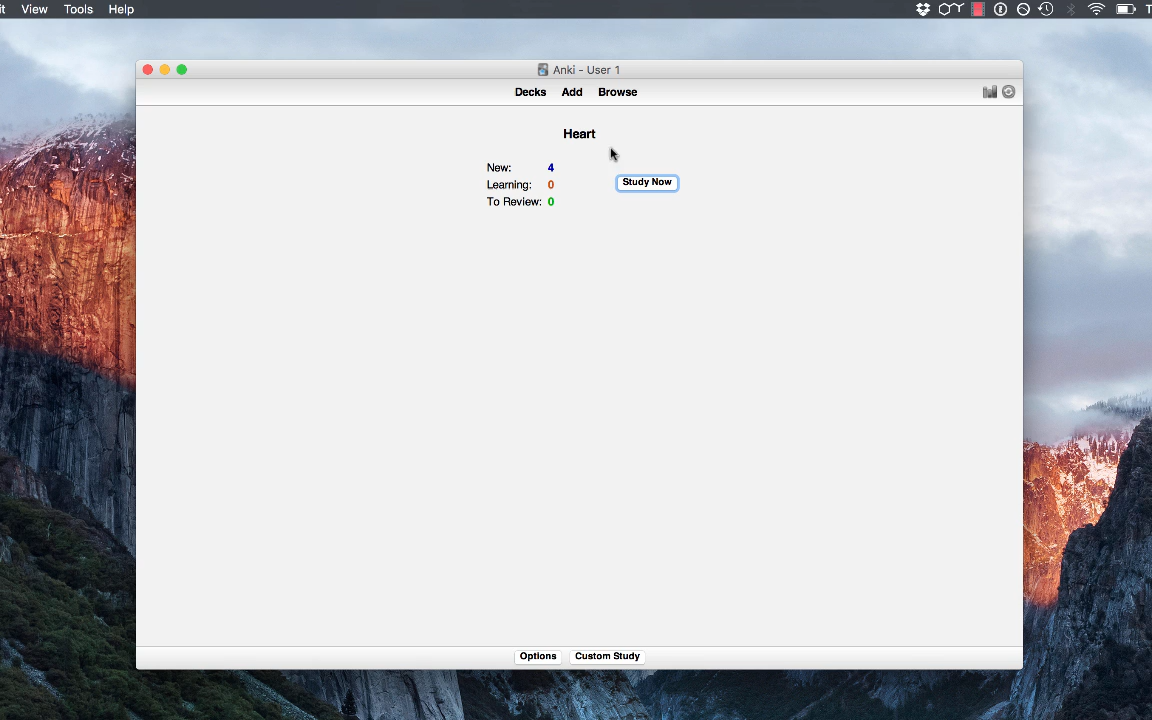 View Tools Help
Anki - User 1
Decks Add Browse
Heart
New: 4
Learning: 0
To Review: 0
Study Now
Options Custom Study